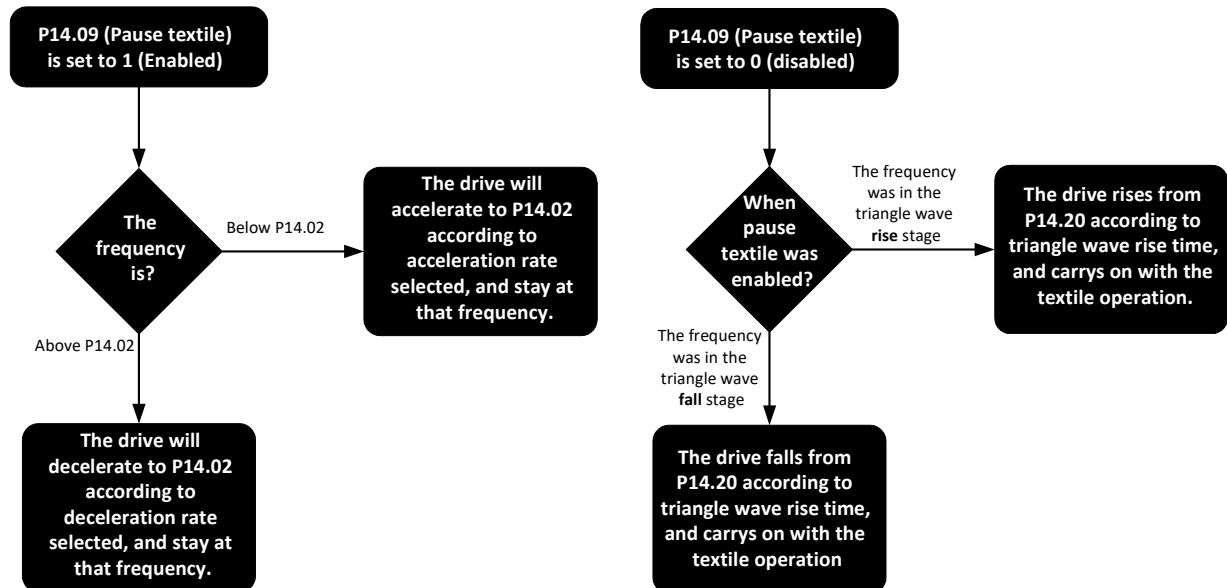 P14.09 (Pause textile)
is set to 1 (Enabled)
The
frequency
is?
Below P14.02
The drive will
accelerate to P14.02
according to
acceleration rate
selected, and stay at
that frequency.
Above P14.02
The drive will
decelerate to P14.02
according to
deceleration rate
selected, and stay at
that frequency.
P14.09 (Pause textile)
is set to 0 (disabled)
When
pause
textile was
enabled?
The frequency
was in the
triangle wave
rise stage
The drive rises from
P14.20 according to
triangle wave rise time,
and carrys on with the
textile operation.
The frequency
was in the
triangle wave
fall stage
The drive falls from
P14.20 according to
triangle wave rise time,
and carrys on with the
textile operation